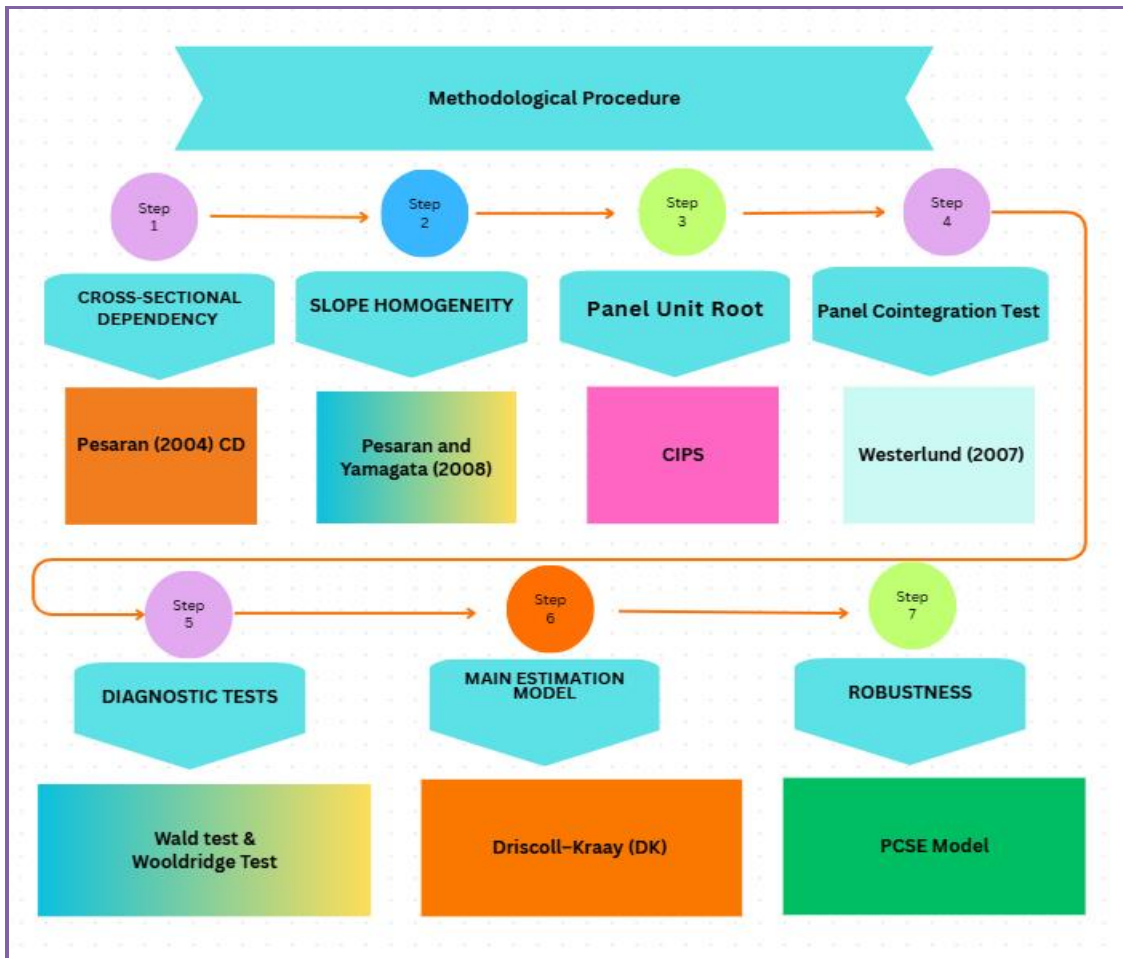 Methodological Procedure
Step
1
Step
2
Step
3
Step
4
CROSS-SECTIONAL
DEPENDENCY
SLOPE HOMOGENEITY
Panel Unit Root
Panel Cointegration Test
Pesaran (2004) CD
Pesaran and
Yamagata (2008)
CIPS
Westerlund (2007)
Step
5
Step
6
Step
7
DIAGNOSTIC TESTS
MAIN ESTIMATION
MODEL
ROBUSTNESS
Wald test &
Wooldridge Test
Driscoll–Kraay (DK)
PCSE Model